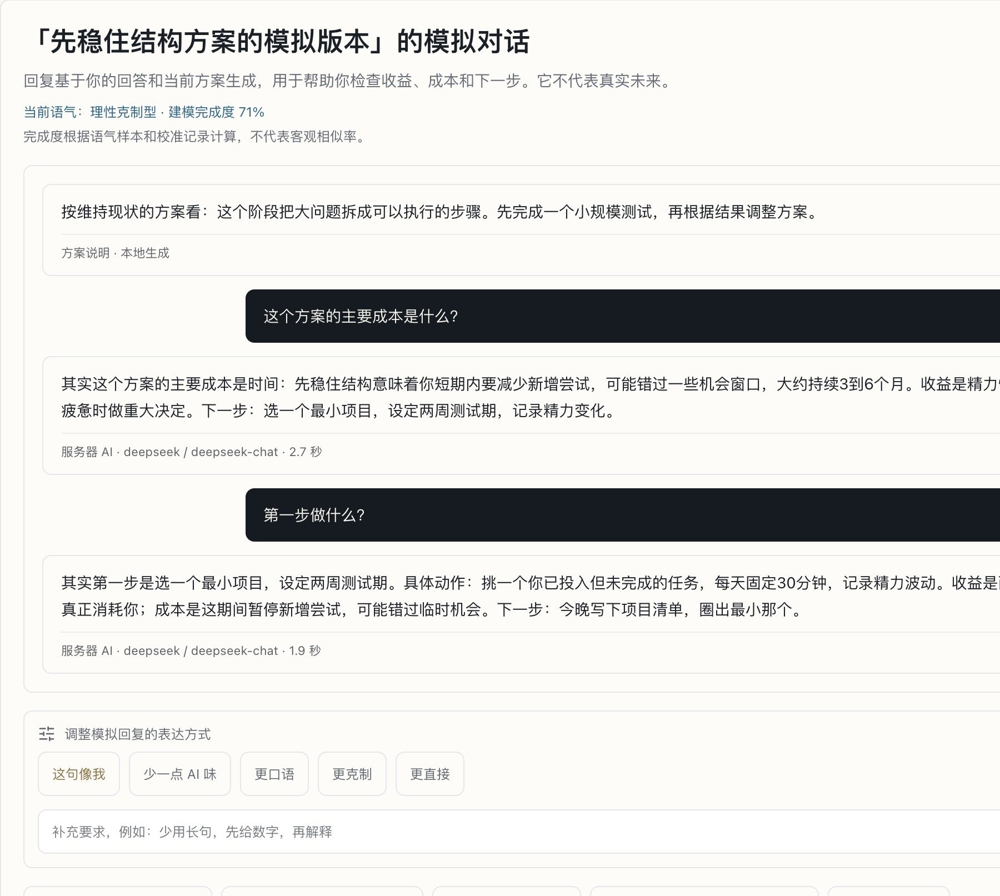 「先稳住结构方案的模拟版本」的模拟对话
回复基于你的回答和当前方案生成，用于帮助你检查收益、成本和下一步。它不代表真实未来。
当前语气：理性克制型 · 建模完成度 71%
完成度根据语气样本和校准记录计算，不代表客观相似率。
按维持现状的方案看：这个阶段把大问题拆成可以执行的步骤。先完成一个小规模测试，再根据结果调整方案。
方案说明 · 本地生成
这个方案的主要成本是什么？
其实这个方案的主要成本是时间：先稳住结构意味着你短期内要减少新增尝试，可能错过一些机会窗口，大约持续3到6个月。收益是精力
疲惫时做重大决定。下一步：选一个最小项目，设定两周测试期，记录精力变化。
服务器 AI · deepseek / deepseek-chat · 2.7 秒
第一步做什么？
其实第一步是选一个最小项目，设定两周测试期。具体动作：挑一个你已投入但未完成的任务，每天固定30分钟，记录精力波动。收益是
真正消耗你；成本是这期间暂停新增尝试，可能错过临时机会。下一步：今晚写下项目清单，圈出最小那个。
服务器 AI · deepseek / deepseek-chat · 1.9 秒
调整模拟回复的表达方式
这句像我 少一点 AI 味 更口语 更克制 更直接
补充要求，例如：少用长句，先给数字，再解释